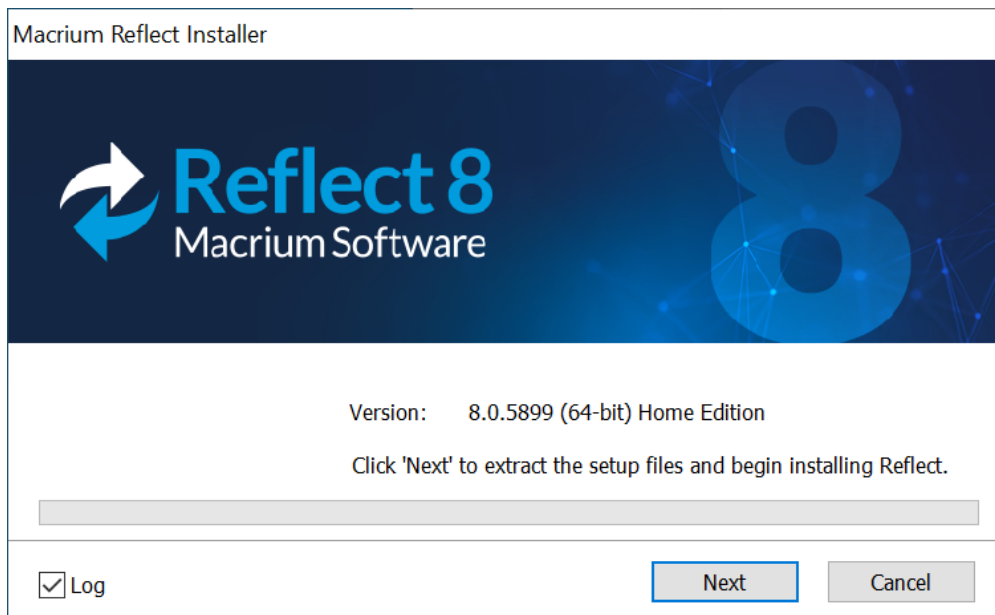 Macrium Reflect Installer
Reflect 8
Macrium Software
8
Version: 8.0.5899 (64-bit) Home Edition
Click 'Next' to extract the setup files and begin installing Reflect.
Log
Next
Cancel